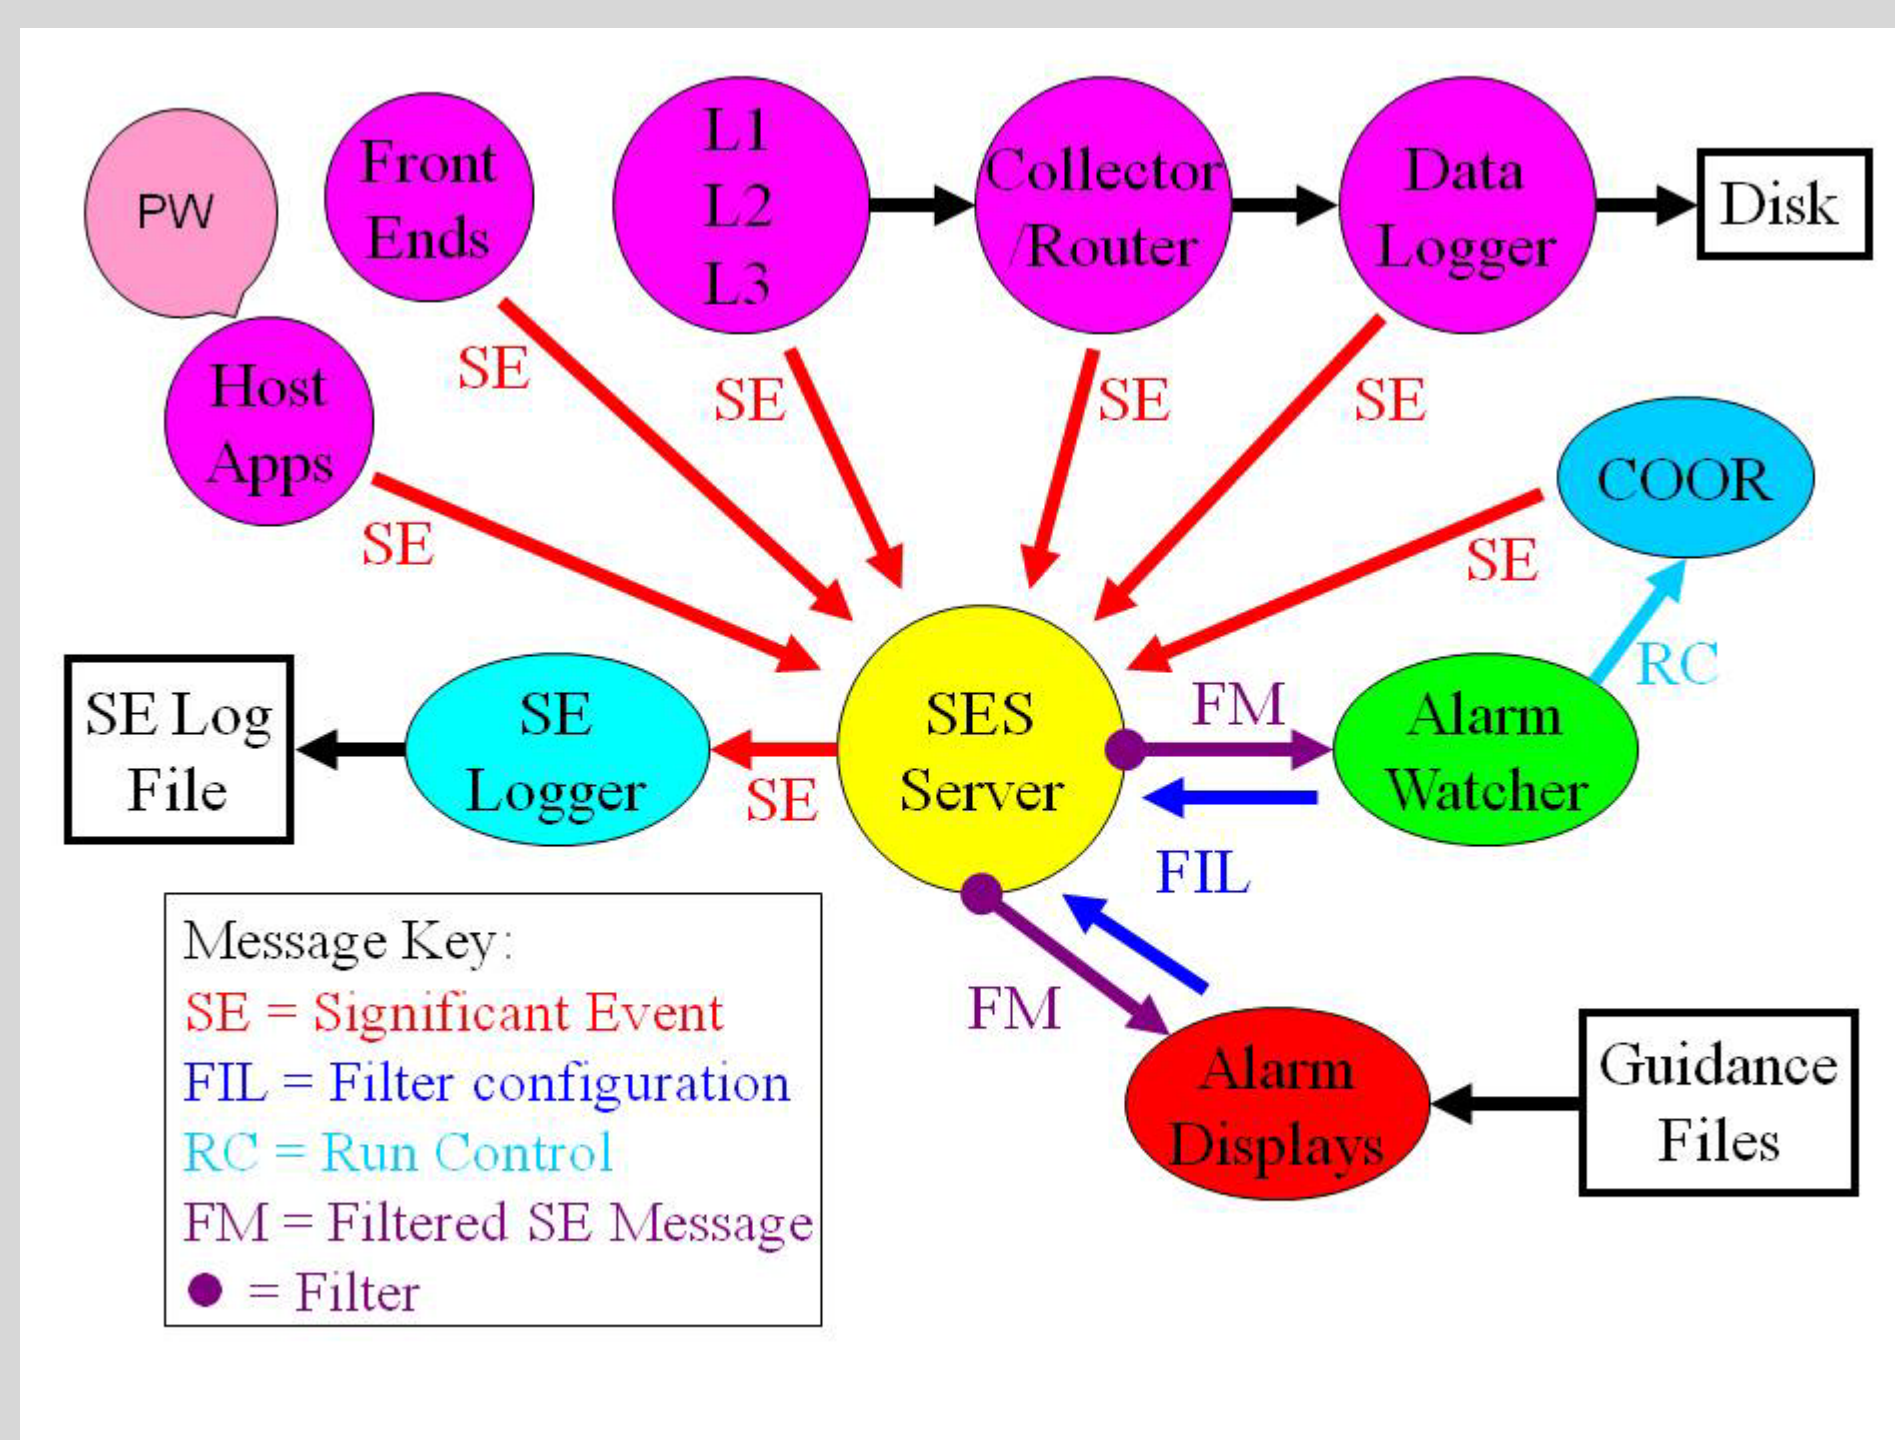 PW
Front
Ends
L1
L2
L3
Collector
/Router
Data
Logger
Disk
Host
Apps
SE
SE
SE
SE
SE
COOR
SE
SE Log
File
SE
Logger
SE
SES
Server
FM
Alarm
Watcher
RC
FIL
FM
Alarm
Displays
Guidance
Files
Message Key:
SE = Significant Event
FIL = Filter configuration
RC = Run Control
FM = Filtered SE Message
= Filter